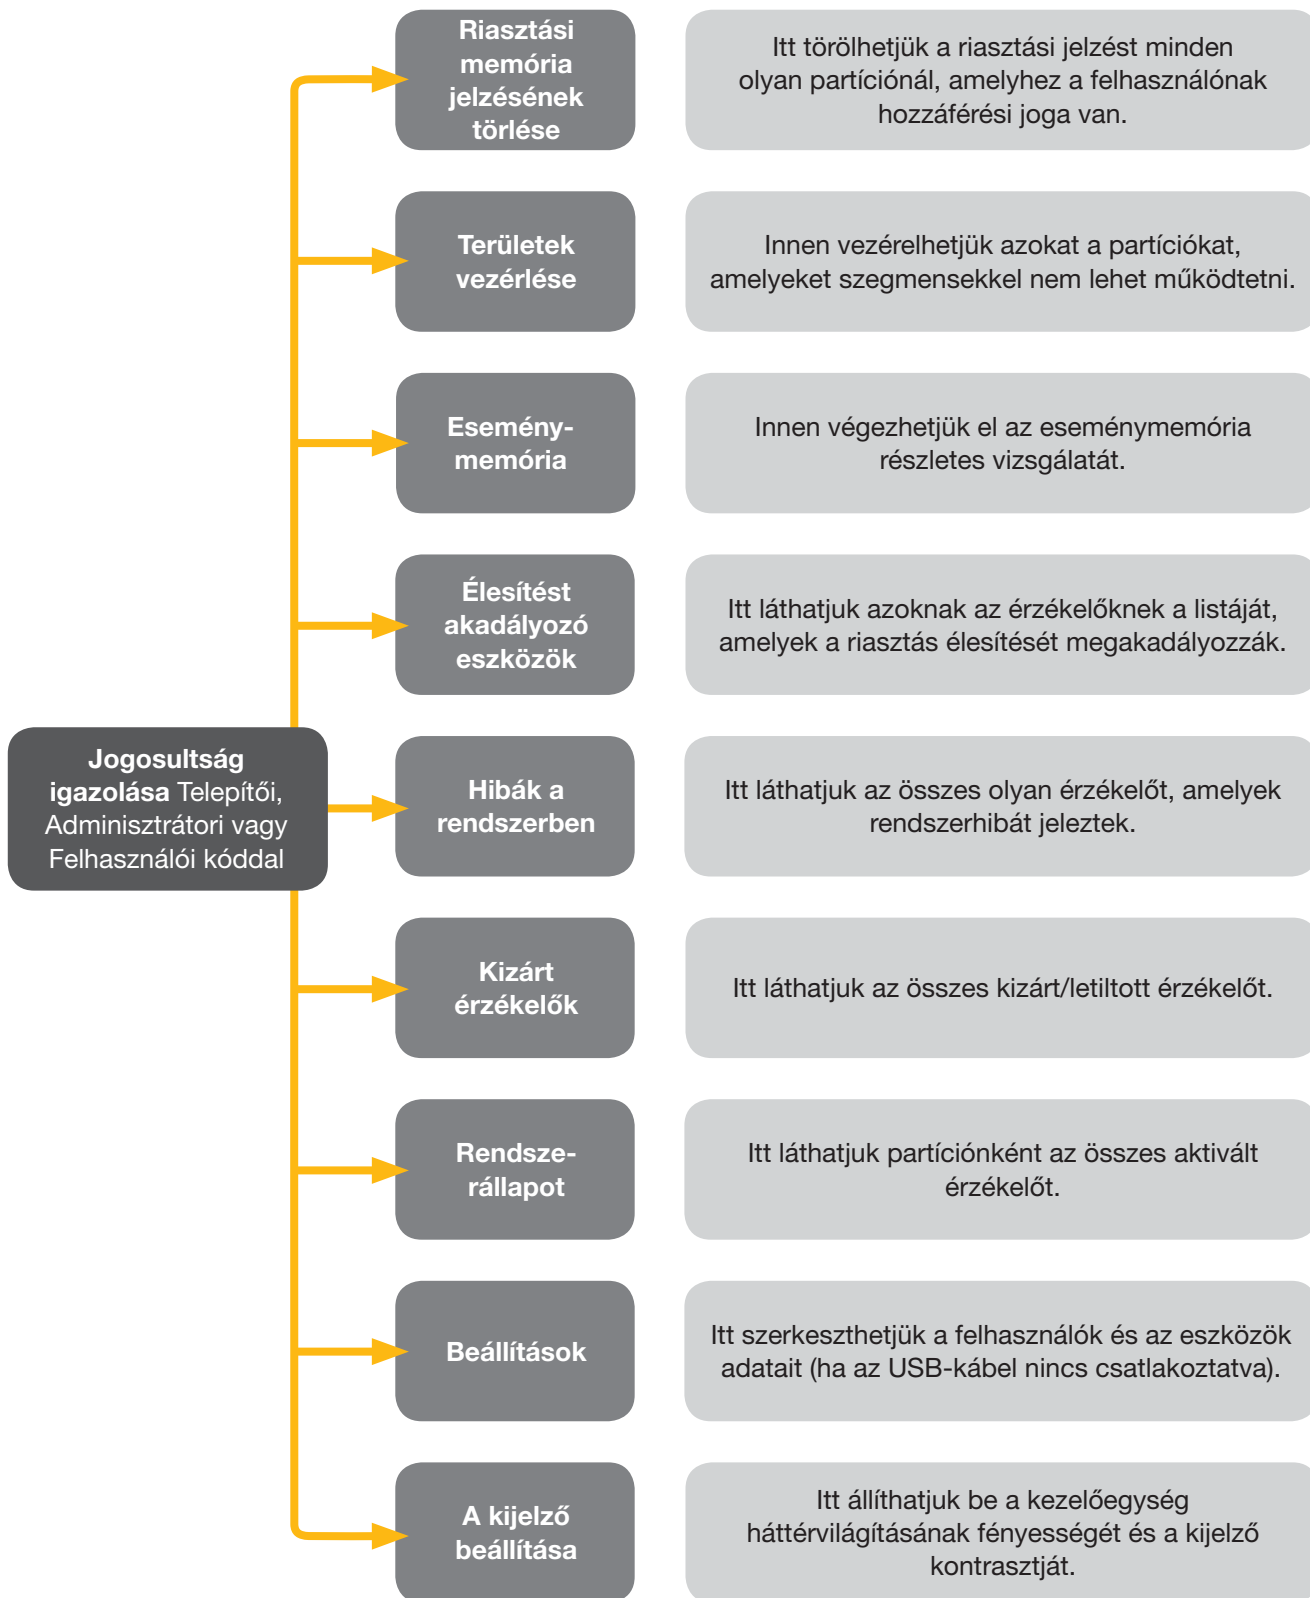 Riasztási
memória
jelzésének
törlése
Itt törölhetjük a riasztási jelzést minden
olyan partíciónál, amelyhez a felhasználónak
hozzáférési joga van.
Területek
vezérlése
Innen vezérelhetjük azokat a partíciókat,
amelyeket szegmensekkel nem lehet működtetni.
Esemény-
memória
Innen végezhetjük el az eseménymemória
részletes vizsgálatát.
Élesítést
akadályozó
eszközök
Itt láthatjuk azoknak az érzékelőknek a listáját,
amelyek a riasztás élesítését megakadályozzák.
Jogosultság
igazolása Telepítői,
Adminisztrátori vagy
Felhasználói kóddal
Hibák a
rendszerben
Itt láthatjuk az összes olyan érzékelőt, amelyek
rendszerhibát jeleztek.
Kizárt
érzékelők
Itt láthatjuk az összes kizárt/letiltott érzékelőt.
Rendsze-
rállapot
Itt láthatjuk partíciónként az összes aktivált
érzékelőt.
Beállítások
Itt szerkeszthetjük a felhasználók és az eszközök
adatait (ha az USB-kábel nincs csatlakoztatva).
A kijelző
beállítása
Itt állíthatjuk be a kezelőegység
háttérvilágításának fényességét és a kijelző
kontrasztját.